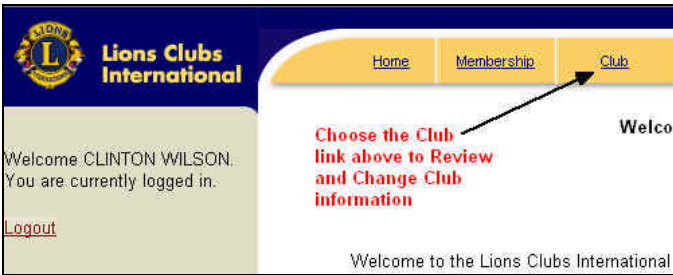 LIONS
L
Lions Clubs
International
Home Membership Club
Choose the Club
link above to Review
and Change Club
information
Welco
Welcome CLINTON WILSON.
You are currently logged in.
Logout
Welcome to the Lions Clubs International